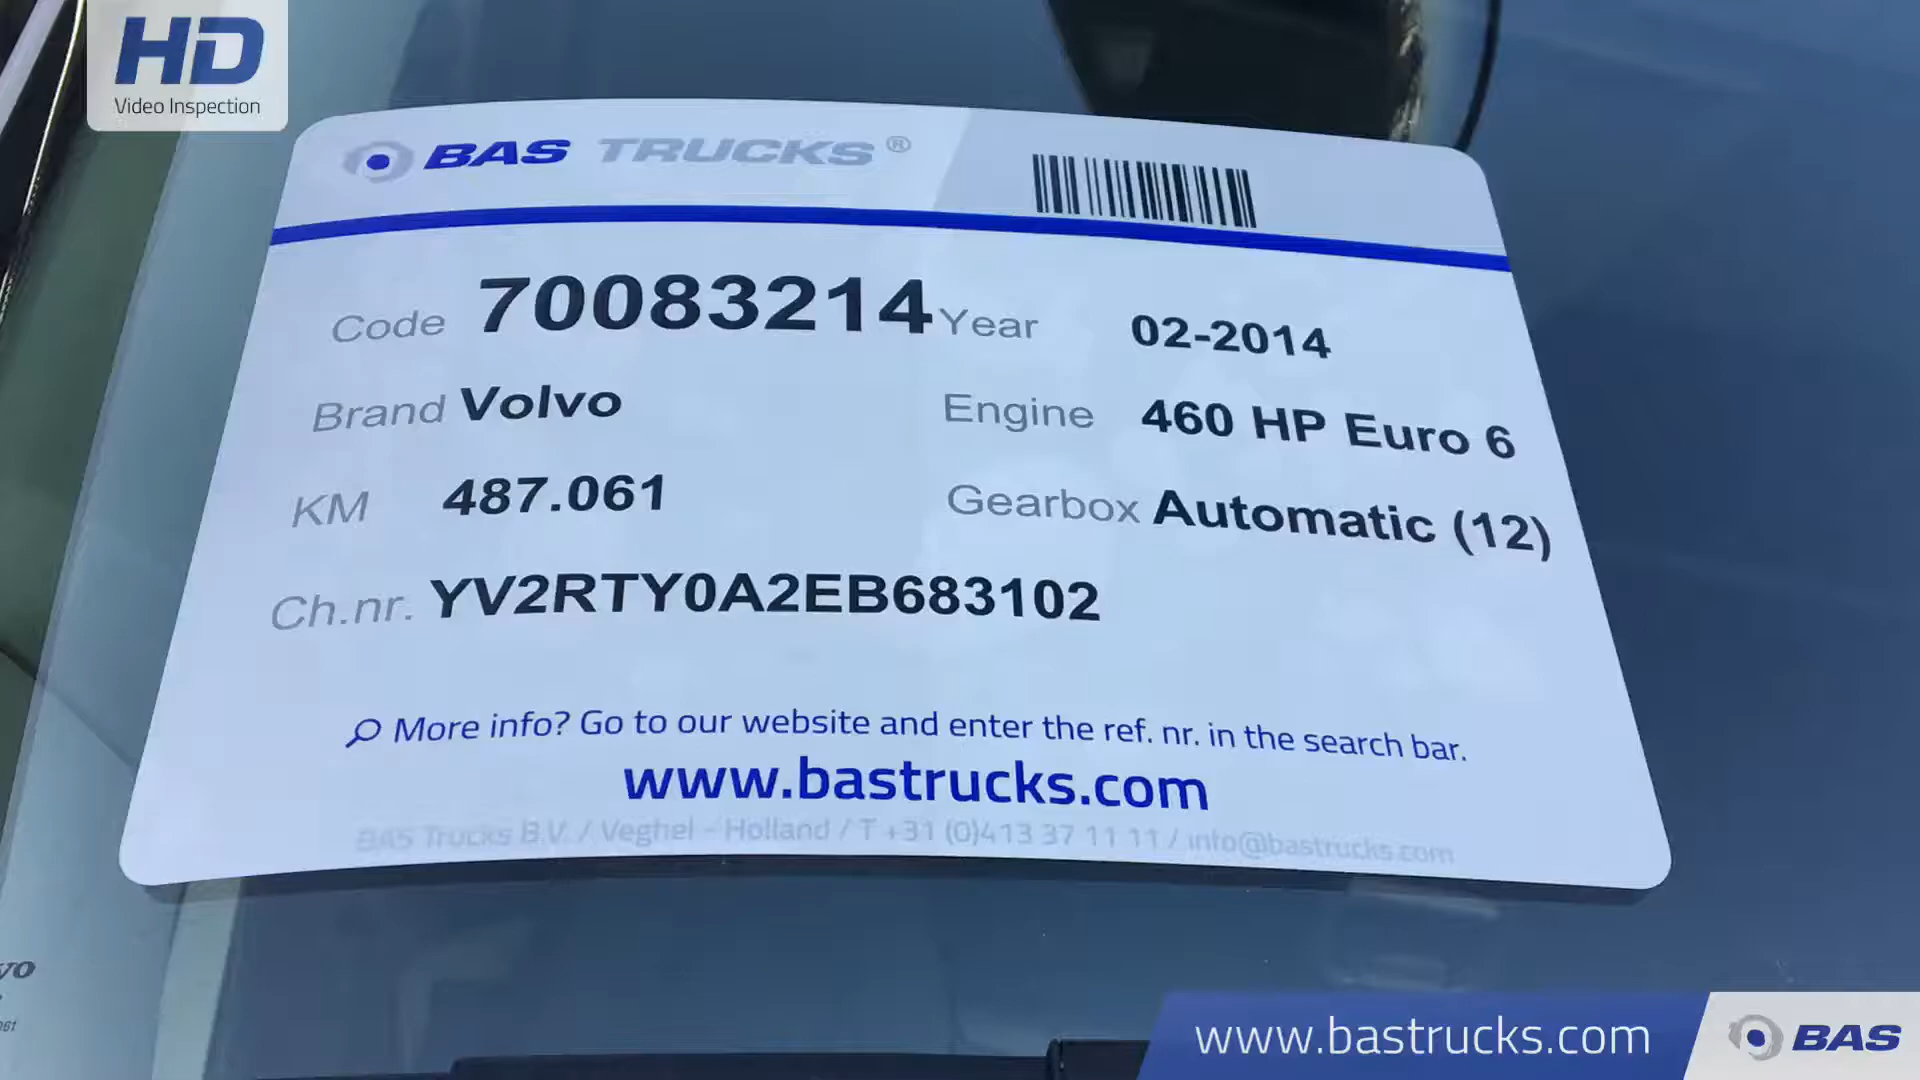 HD
Video Inspection
BAS TRUCKS®
Code 70083214 Year 02-2014
Brand Volvo Engine 460 HP Euro 6
KM 487.061 Gearbox Automatic (12)
Ch.nr. YV2RTY0A2EB683102
More info? Go to our website and enter the ref. nr. in the search bar.
www.bastrucks.com
BAS Trucks B.V. / Veghel - Holland / T +31 (0)413 37 11 11 / info@bastrucks.com
www.bastrucks.com BAS